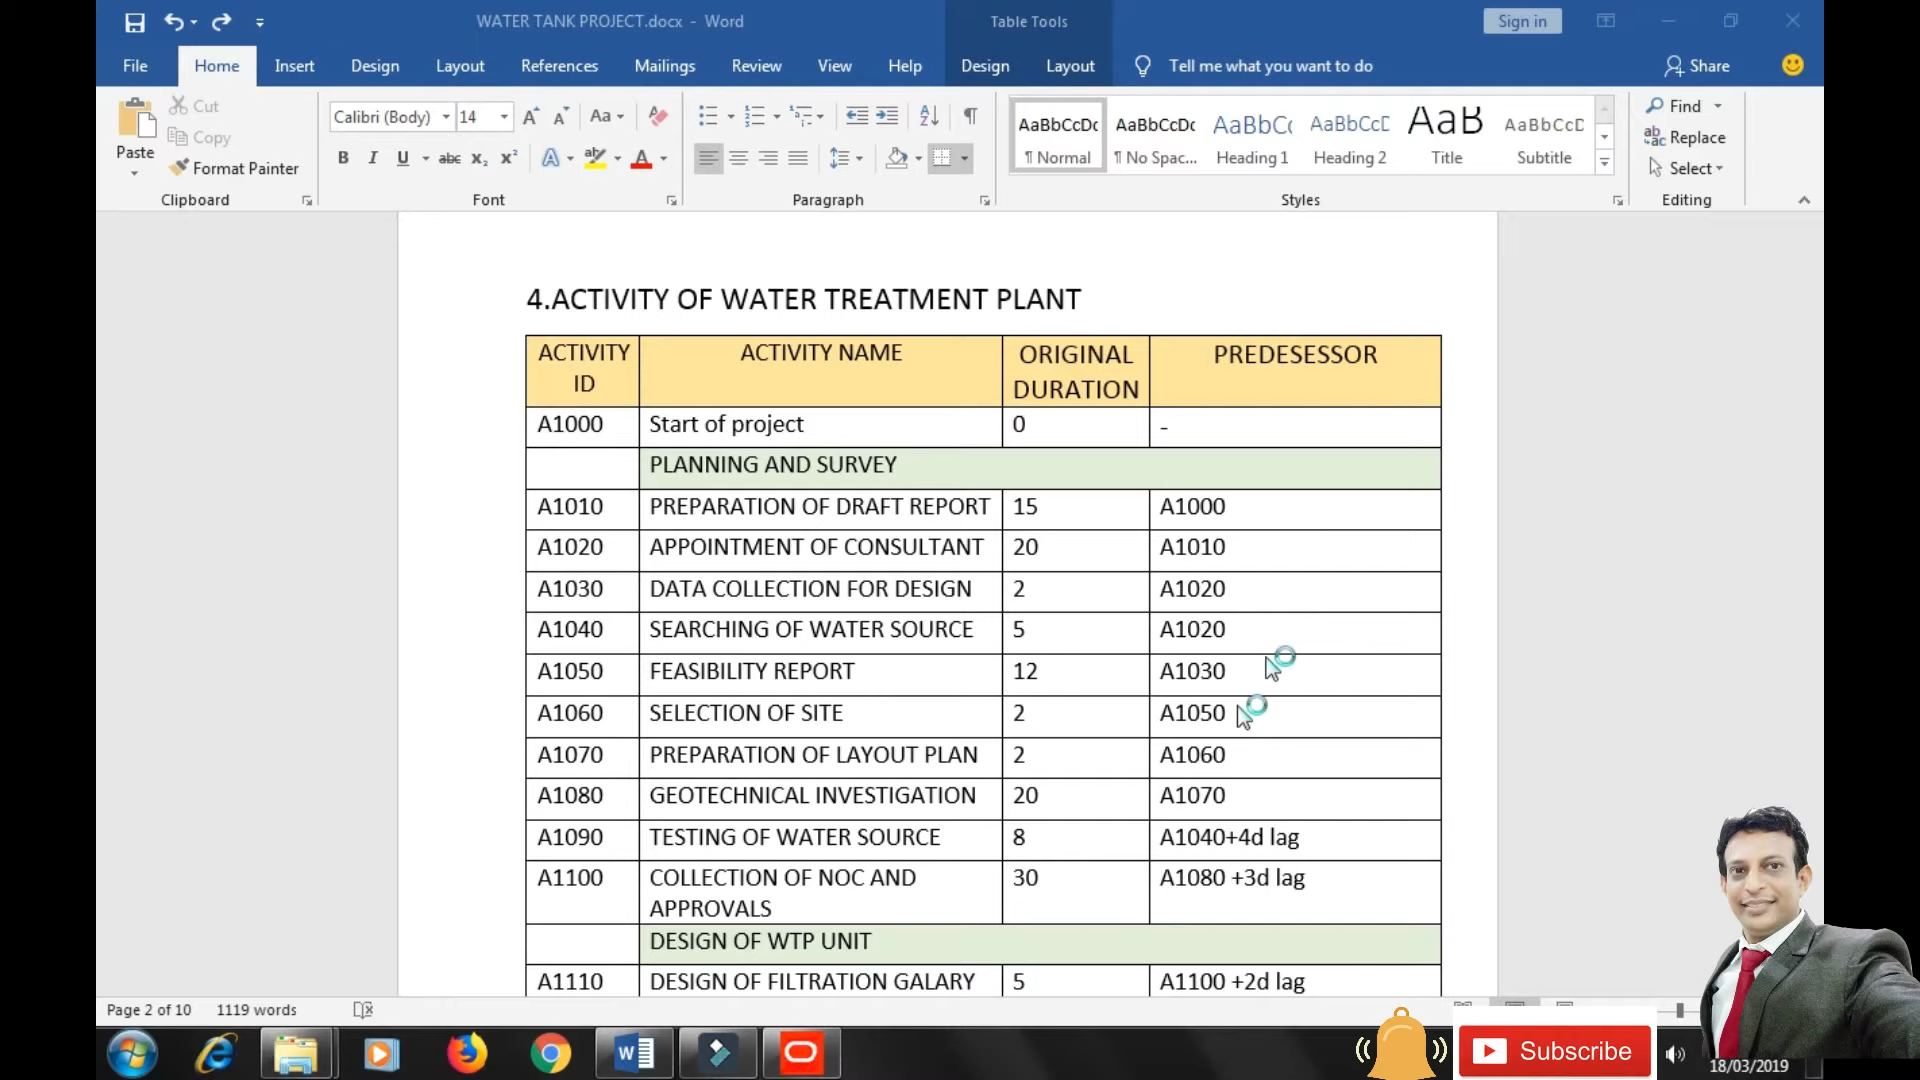 WATER TANK PROJECT.docx - Word
Table Tools
Sign in
File Home Insert Design Layout References Mailings Review View Help Design Layout Tell me what you want to do Share
Cut
Copy
Paste
Format Painter
Calibri (Body) 14
AaBbCcDc AaBbCcDc AaBbC AaBbCcD AaB AaBbCcD
¶ Normal ¶ No Spac... Heading 1 Heading 2 Title Subtitle
Find
Replace
Select
Clipboard Font Paragraph Styles Editing
4.ACTIVITY OF WATER TREATMENT PLANT
ACTIVITY ID ACTIVITY NAME ORIGINAL DURATION PREDESESSOR
A1000 Start of project 0 -
PLANNING AND SURVEY
A1010 PREPARATION OF DRAFT REPORT 15 A1000
A1020 APPOINTMENT OF CONSULTANT 20 A1010
A1030 DATA COLLECTION FOR DESIGN 2 A1020
A1040 SEARCHING OF WATER SOURCE 5 A1020
A1050 FEASIBILITY REPORT 12 A1030
A1060 SELECTION OF SITE 2 A1050
A1070 PREPARATION OF LAYOUT PLAN 2 A1060
A1080 GEOTECHNICAL INVESTIGATION 20 A1070
A1090 TESTING OF WATER SOURCE 8 A1040+4d lag
A1100 COLLECTION OF NOC AND APPROVALS 30 A1080 +3d lag
DESIGN OF WTP UNIT
A1110 DESIGN OF FILTRATION GALARY 5 A1100 +2d lag
Page 2 of 10 1119 words
Subscribe
18/03/2019